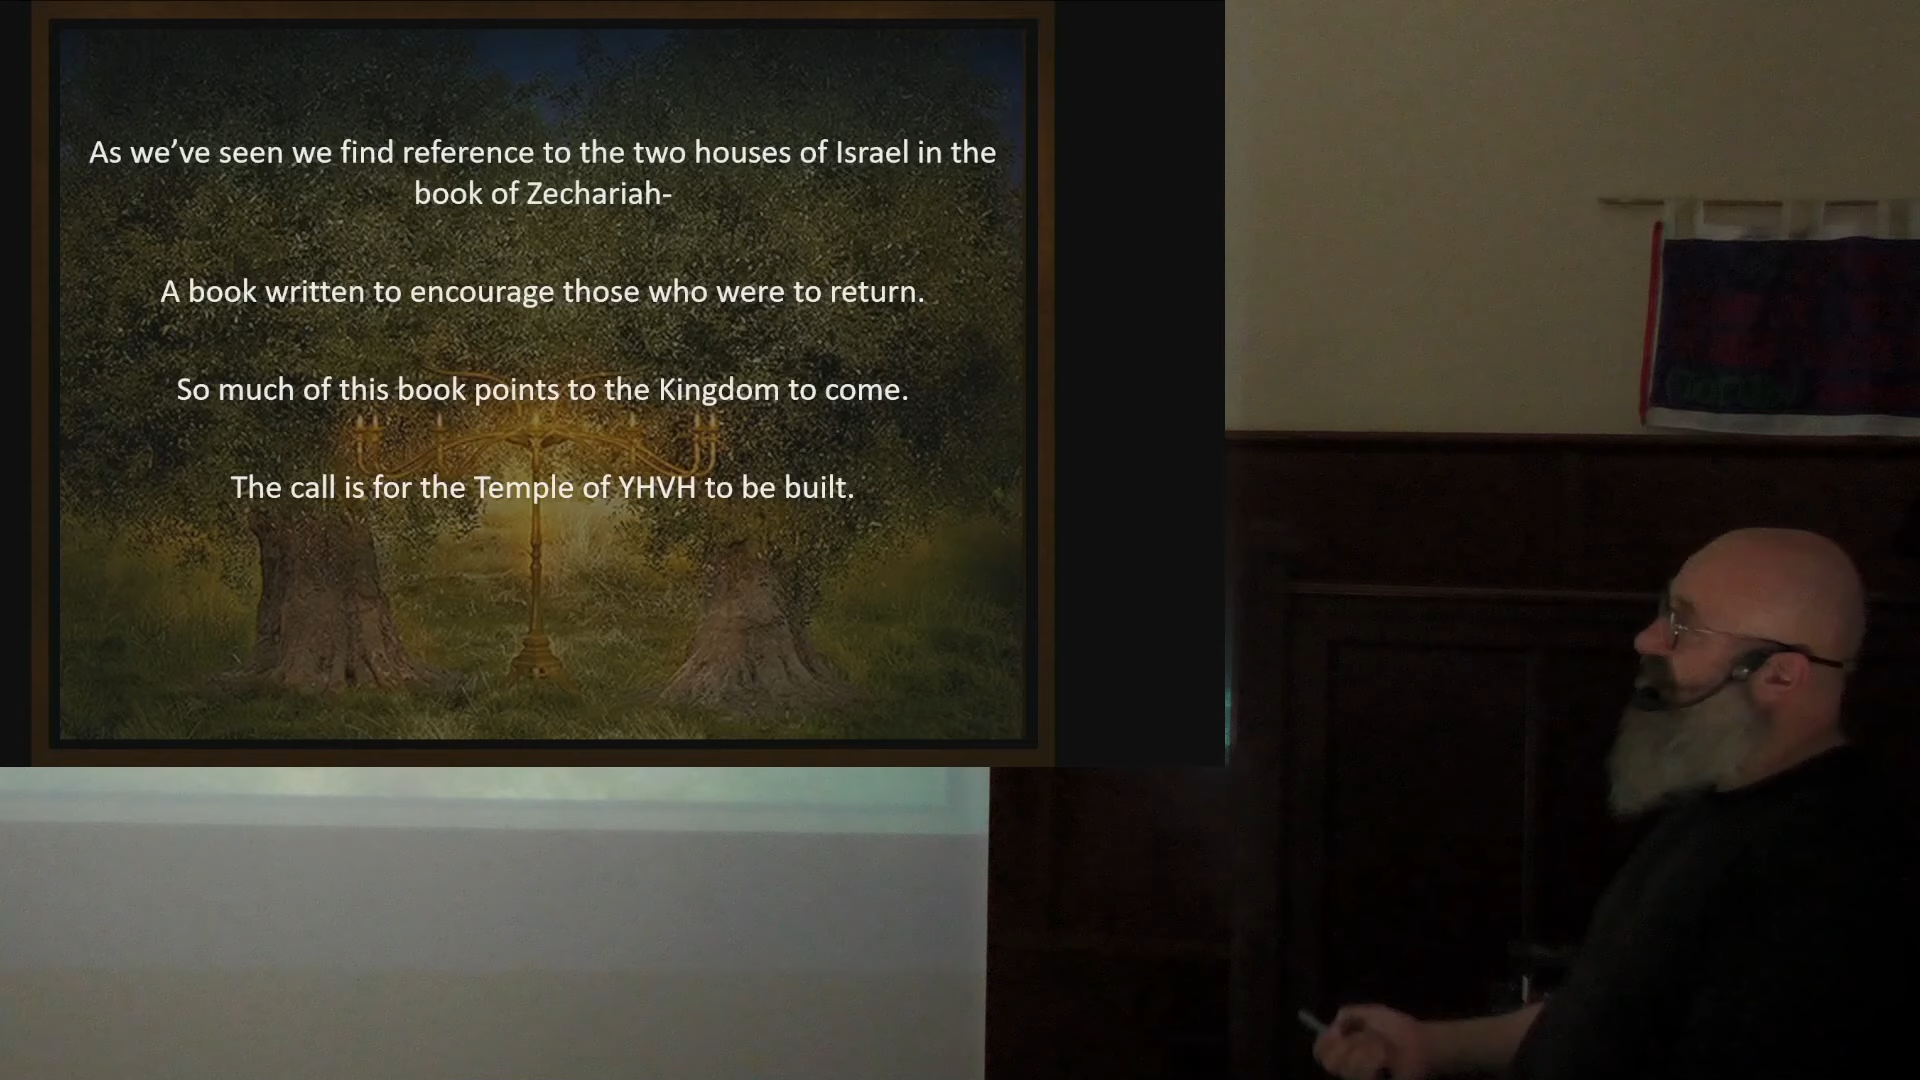 As we've seen we find reference to the two houses of Israel in the
book of Zechariah-
A book written to encourage those who were to return.
So much of this book points to the Kingdom to come.
The call is for the Temple of YHVH to be built.